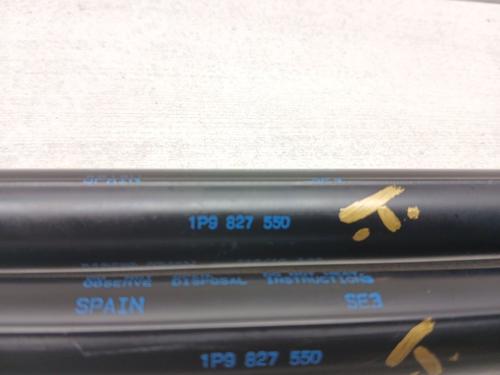 1P9 827 550
OBSERVE DISPOSAL INSTRUCTIONS
SPAIN SE3
1P9 827 550